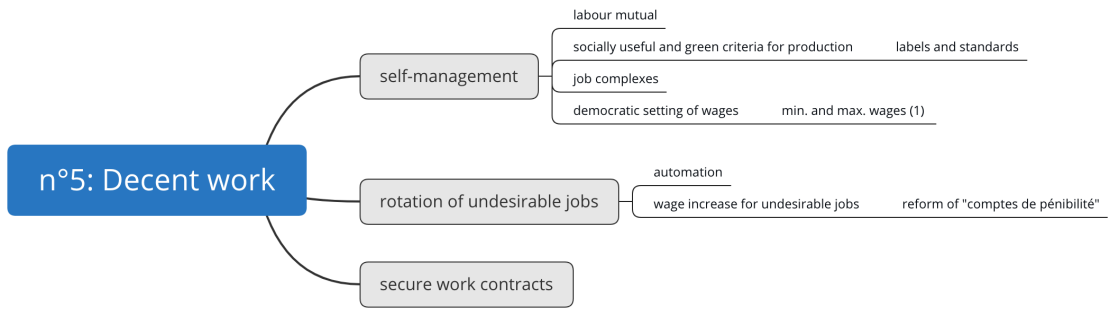 n°5: Decent work
self-management
labour mutual
socially useful and green criteria for production
labels and standards
job complexes
democratic setting of wages
min. and max. wages (1)
rotation of undesirable jobs
automation
wage increase for undesirable jobs
reform of "comptes de pénibilité"
secure work contracts